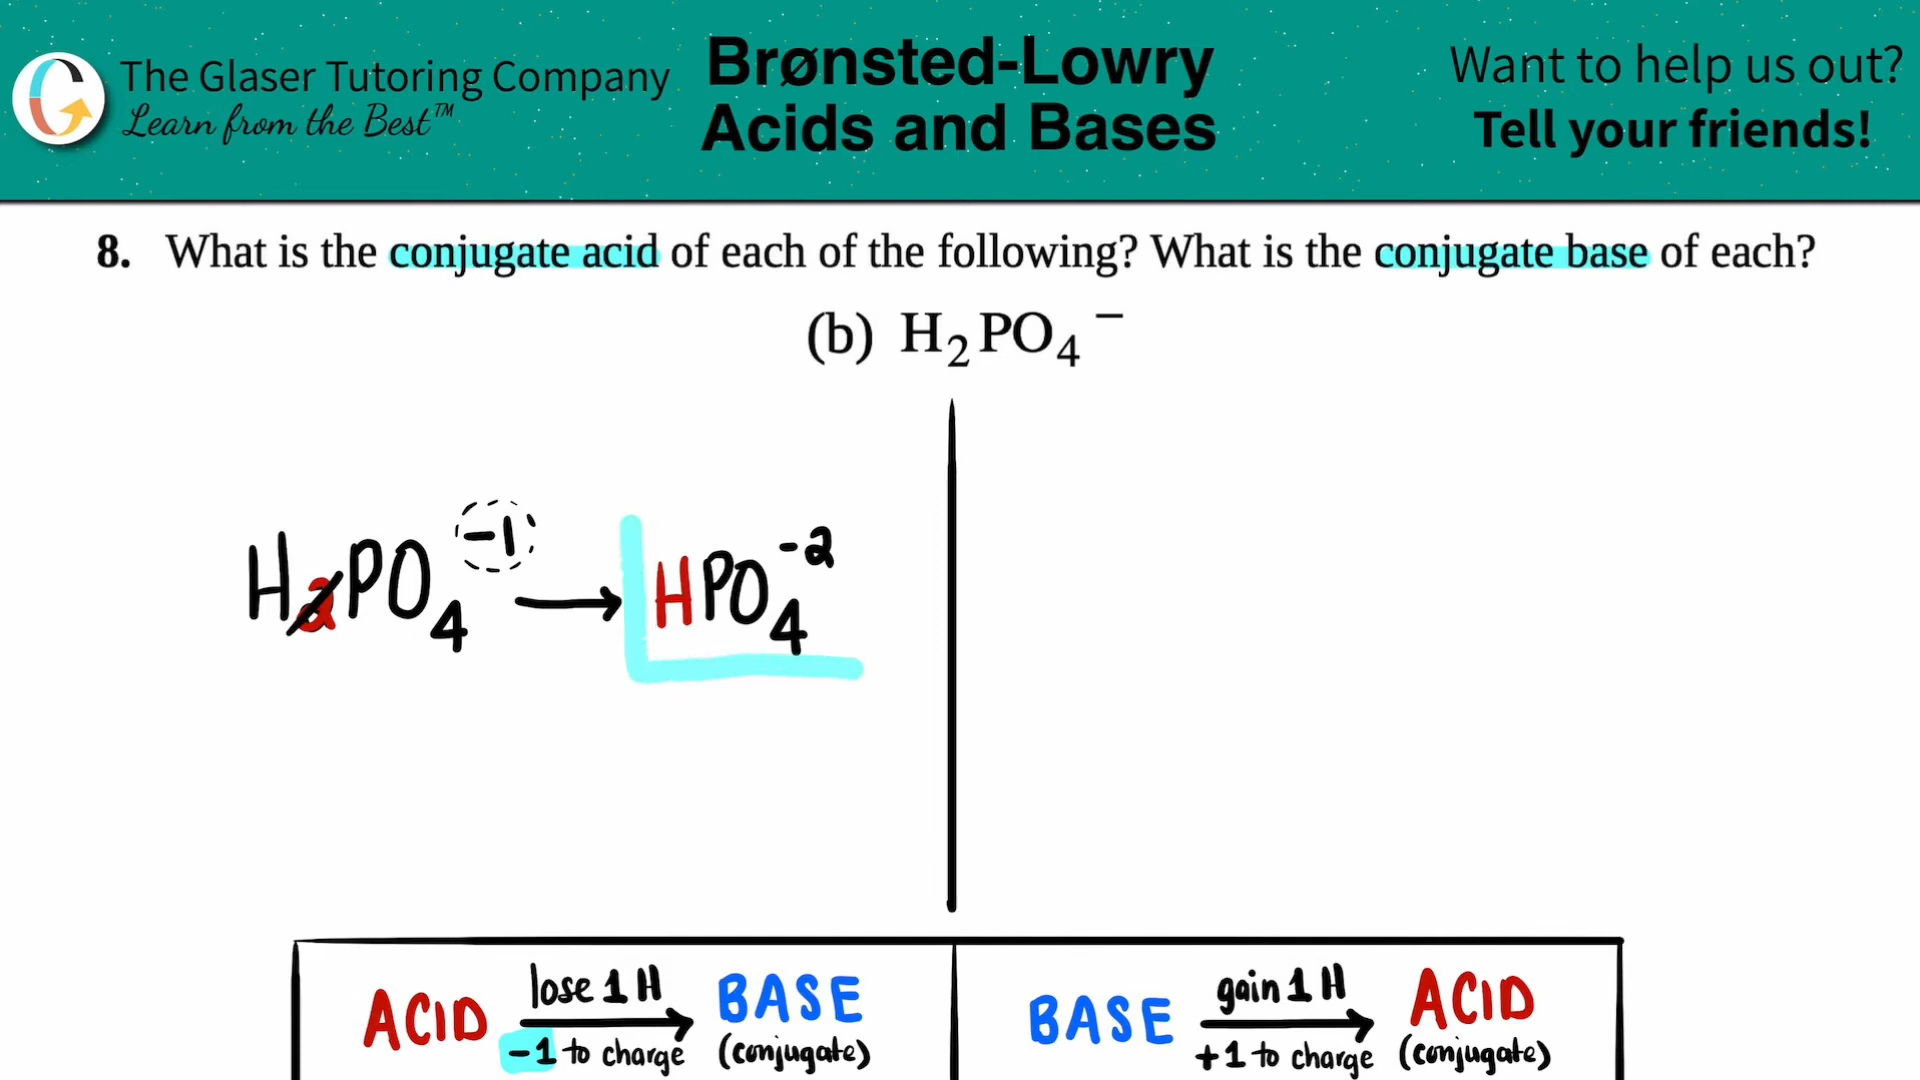 The Glaser Tutoring Company
Learn from the Best™
Brønsted-Lowry
Acids and Bases
Want to help us out?
Tell your friends!
8. What is the conjugate acid of each of the following? What is the conjugate base of each?
(b) H₂PO₄⁻
H₂PO₄⁻¹ → HPO₄⁻²
ACID lose 1 H → BASE
-1 to charge (conjugate)
BASE gain 1 H → ACID
+1 to charge (conjugate)